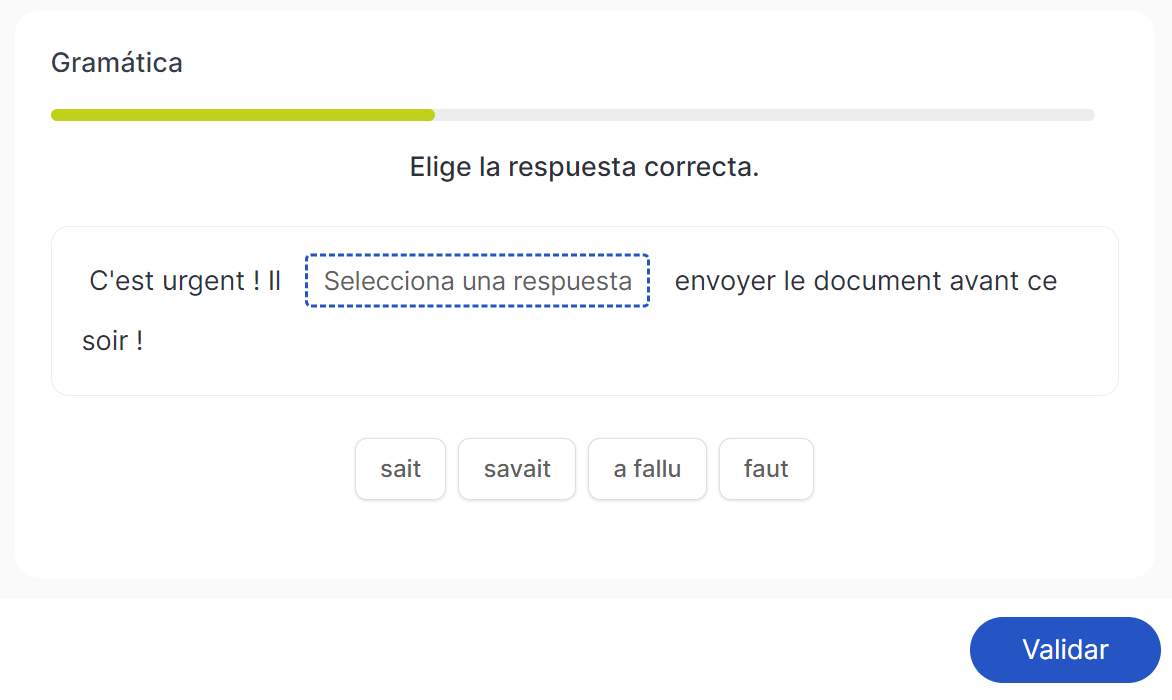 Gramática
Elige la respuesta correcta.
C'est urgent ! Il Selecciona una respuesta envoyer le document avant ce
soir !
sait savait a fallu faut
Validar